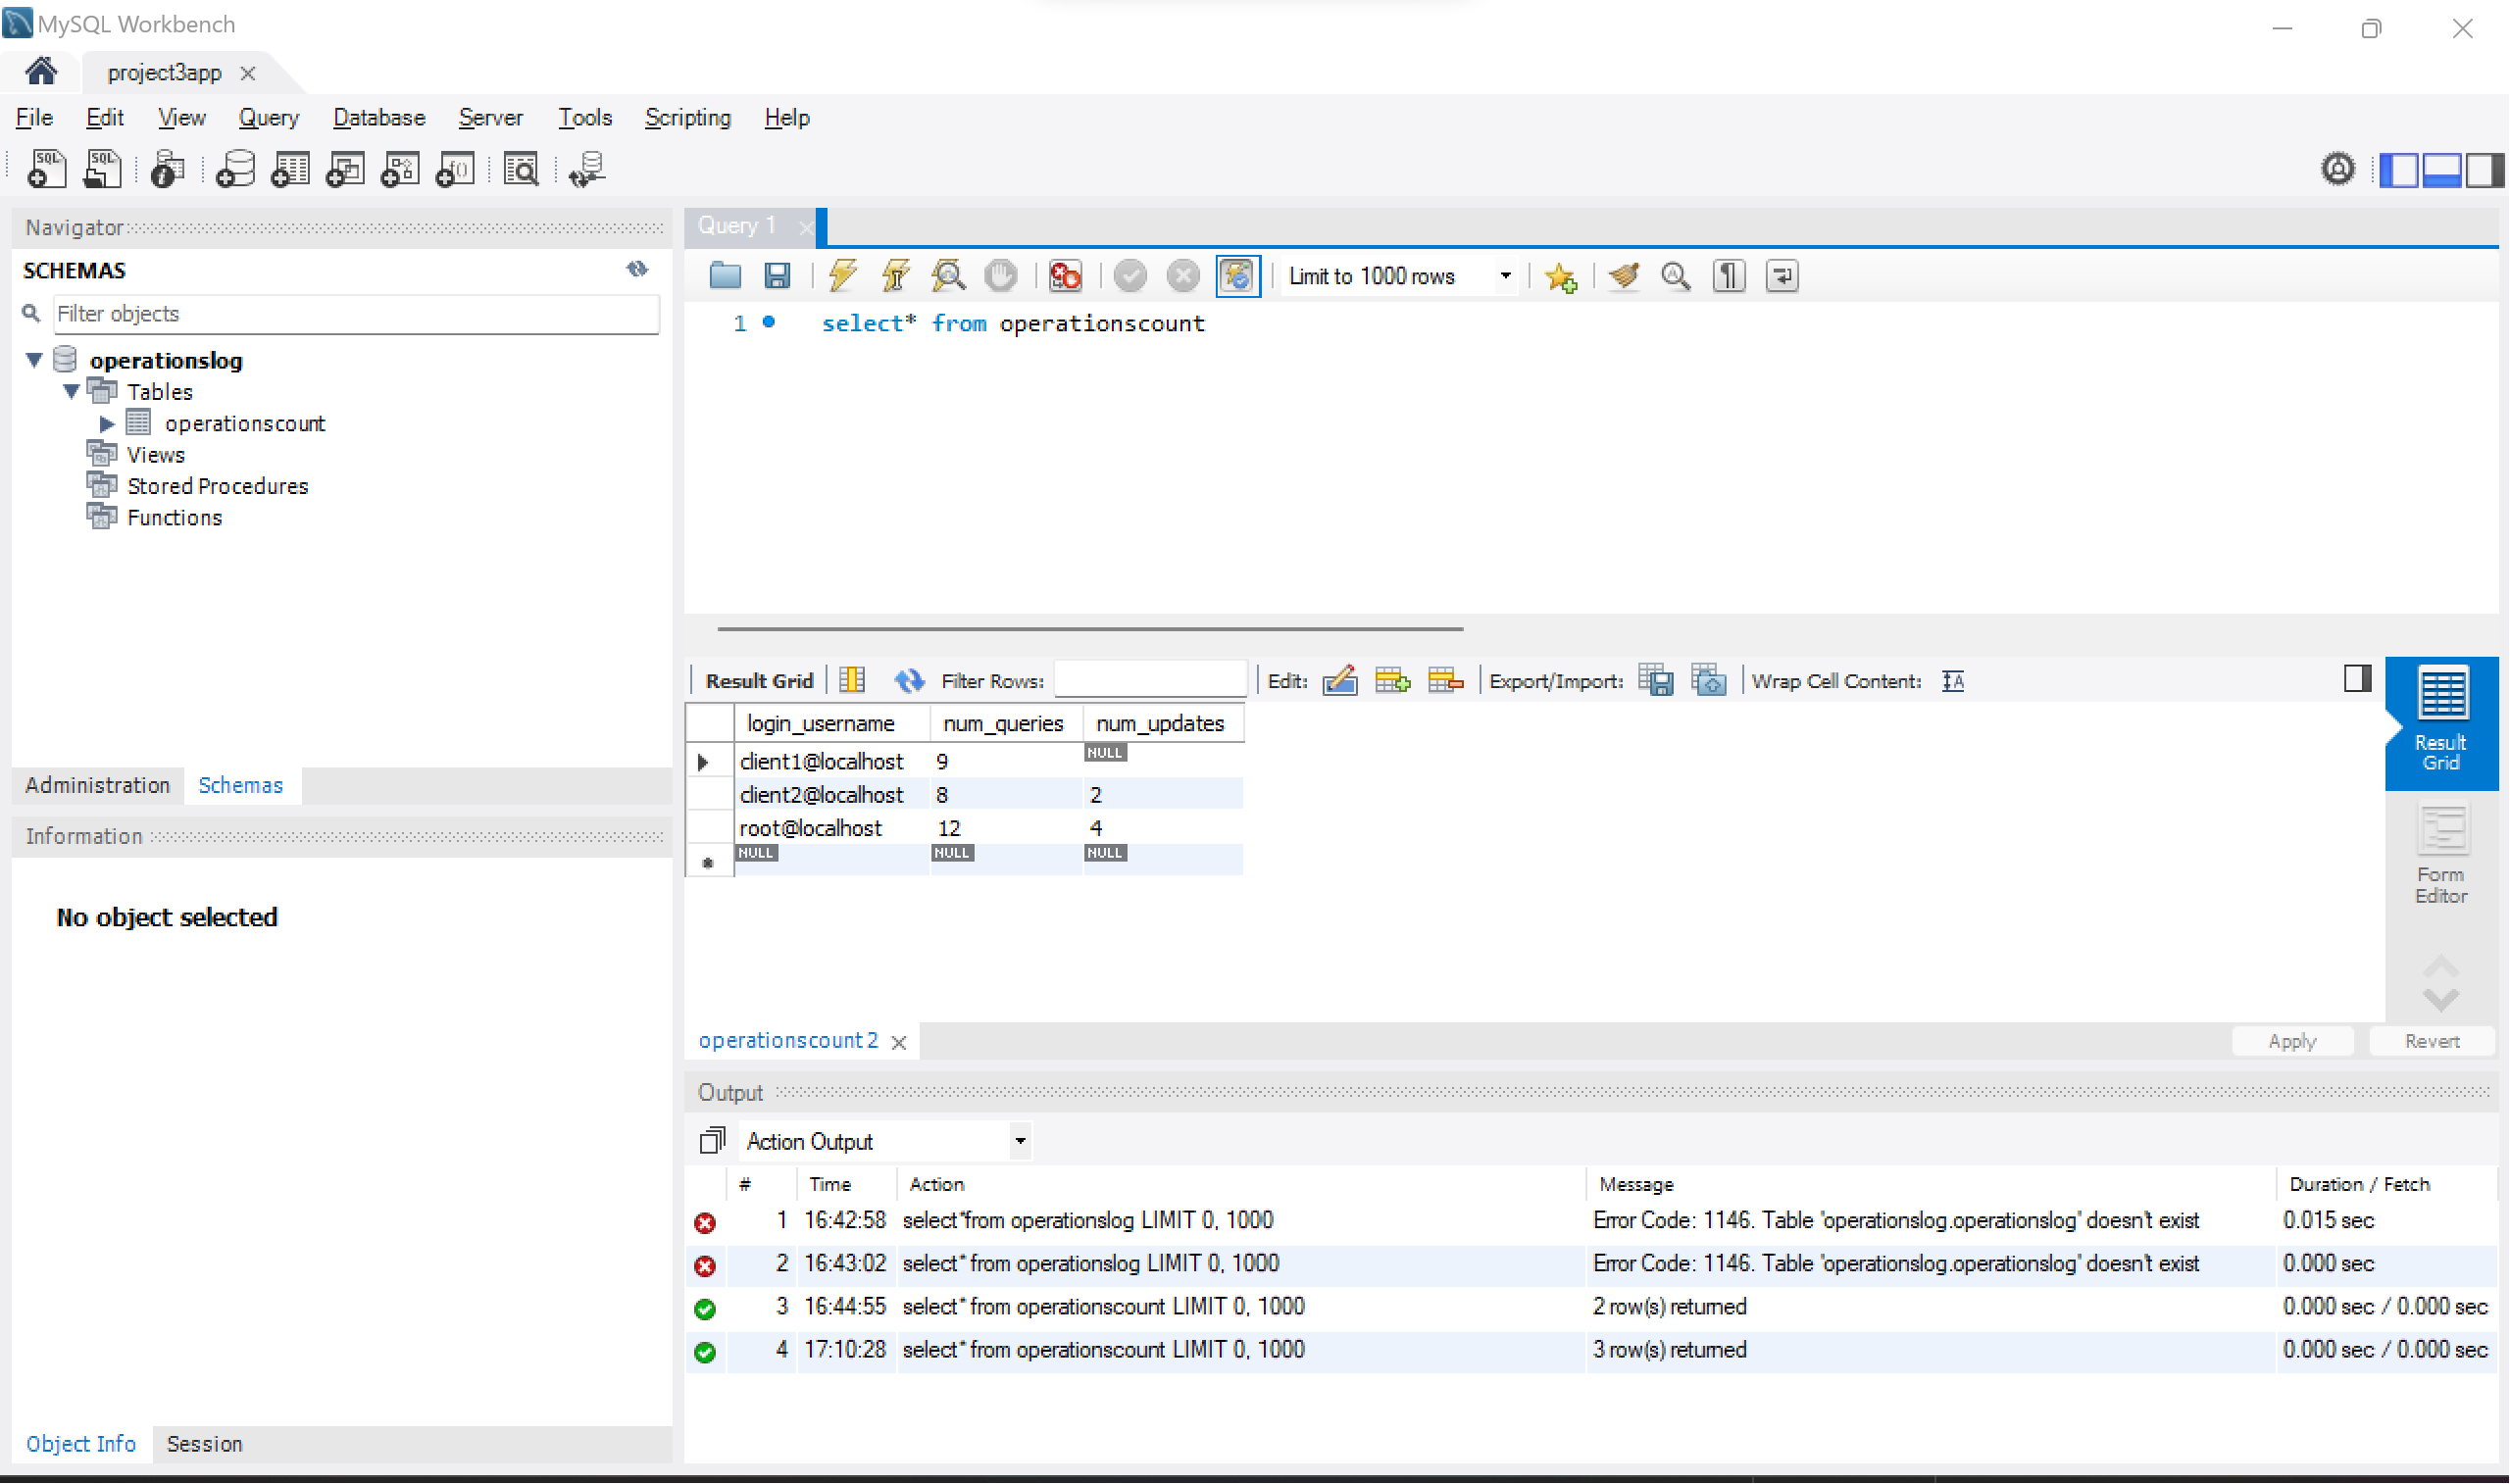 MySQL Workbench
project3app
File Edit View Query Database Server Tools Scripting Help
Navigator
SCHEMAS
Filter objects
operationslog
Tables
operationscount
Views
Stored Procedures
Functions
Administration Schemas
Information
No object selected
Object Info Session
Query 1
Limit to 1000 rows
1 select* from operationscount
Result Grid Filter Rows: Edit: Export/Import: Wrap Cell Content:
login_username num_queries num_updates
client1@localhost 9 NULL
client2@localhost 8 2
root@localhost 12 4
NULL NULL NULL
Result
Grid
Form
Editor
operationscount 2
Apply Revert
Output
Action Output
# Time Action Message Duration / Fetch
1 16:42:58 select*from operationslog LIMIT 0, 1000 Error Code: 1146. Table 'operationslog.operationslog' doesn't exist 0.015 sec
2 16:43:02 select* from operationslog LIMIT 0, 1000 Error Code: 1146. Table 'operationslog.operationslog' doesn't exist 0.000 sec
3 16:44:55 select* from operationscount LIMIT 0, 1000 2 row(s) returned 0.000 sec / 0.000 sec
4 17:10:28 select* from operationscount LIMIT 0, 1000 3 row(s) returned 0.000 sec / 0.000 sec